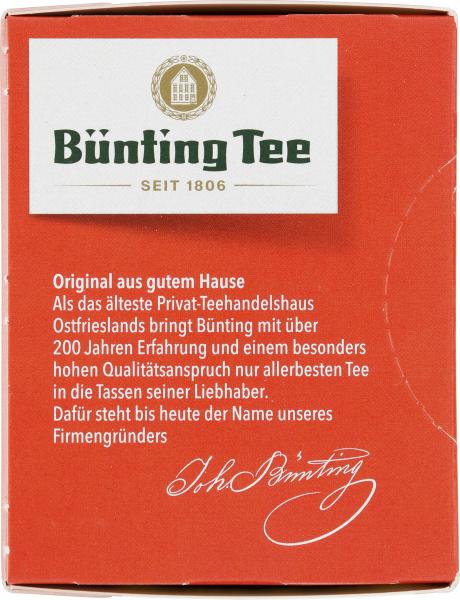 Bünting Tee
SEIT 1806
Original aus gutem Hause
Als das älteste Privat-Teehandelshaus
Ostfrieslands bringt Bünting mit über
200 Jahren Erfahrung und einem besonders
hohen Qualitätsanspruch nur allerbesten Tee
in die Tassen seiner Liebhaber.
Dafür steht bis heute der Name unseres
Firmengründers
Joh. Bünting